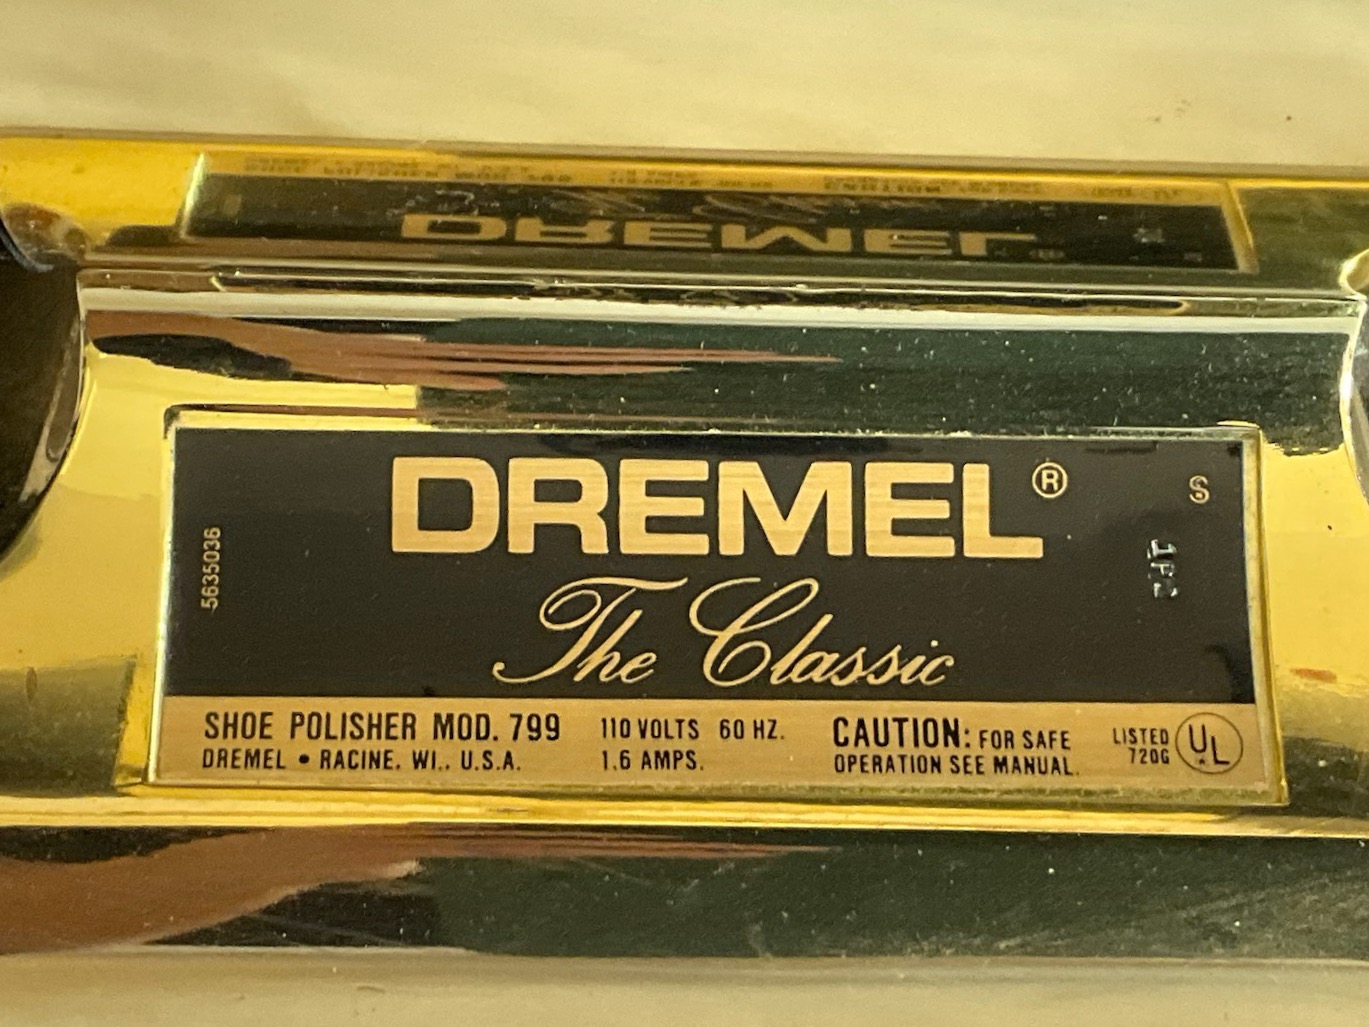 DREMEL®
S
5635036
The Classic
SHOE POLISHER MOD. 799
DREMEL • RACINE, WI., U.S.A.
110 VOLTS 60 HZ.
1.6 AMPS.
CAUTION: FOR SAFE
OPERATION SEE MANUAL.
LISTED
720G
UL
DREMEL